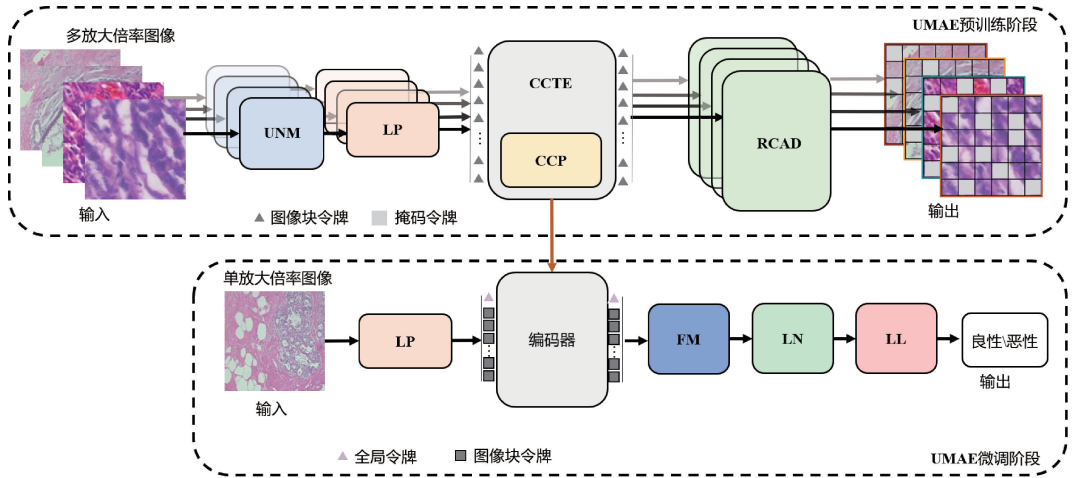 多放大倍率图像
UMAE预训练阶段
UNM
LP
CCTE
CCP
RCAD
输入
图像块令牌
掩码令牌
输出
单放大倍率图像
LP
编码器
FM
LN
LL
良性\恶性
输入
输出
全局令牌
图像块令牌
UMAE微调阶段